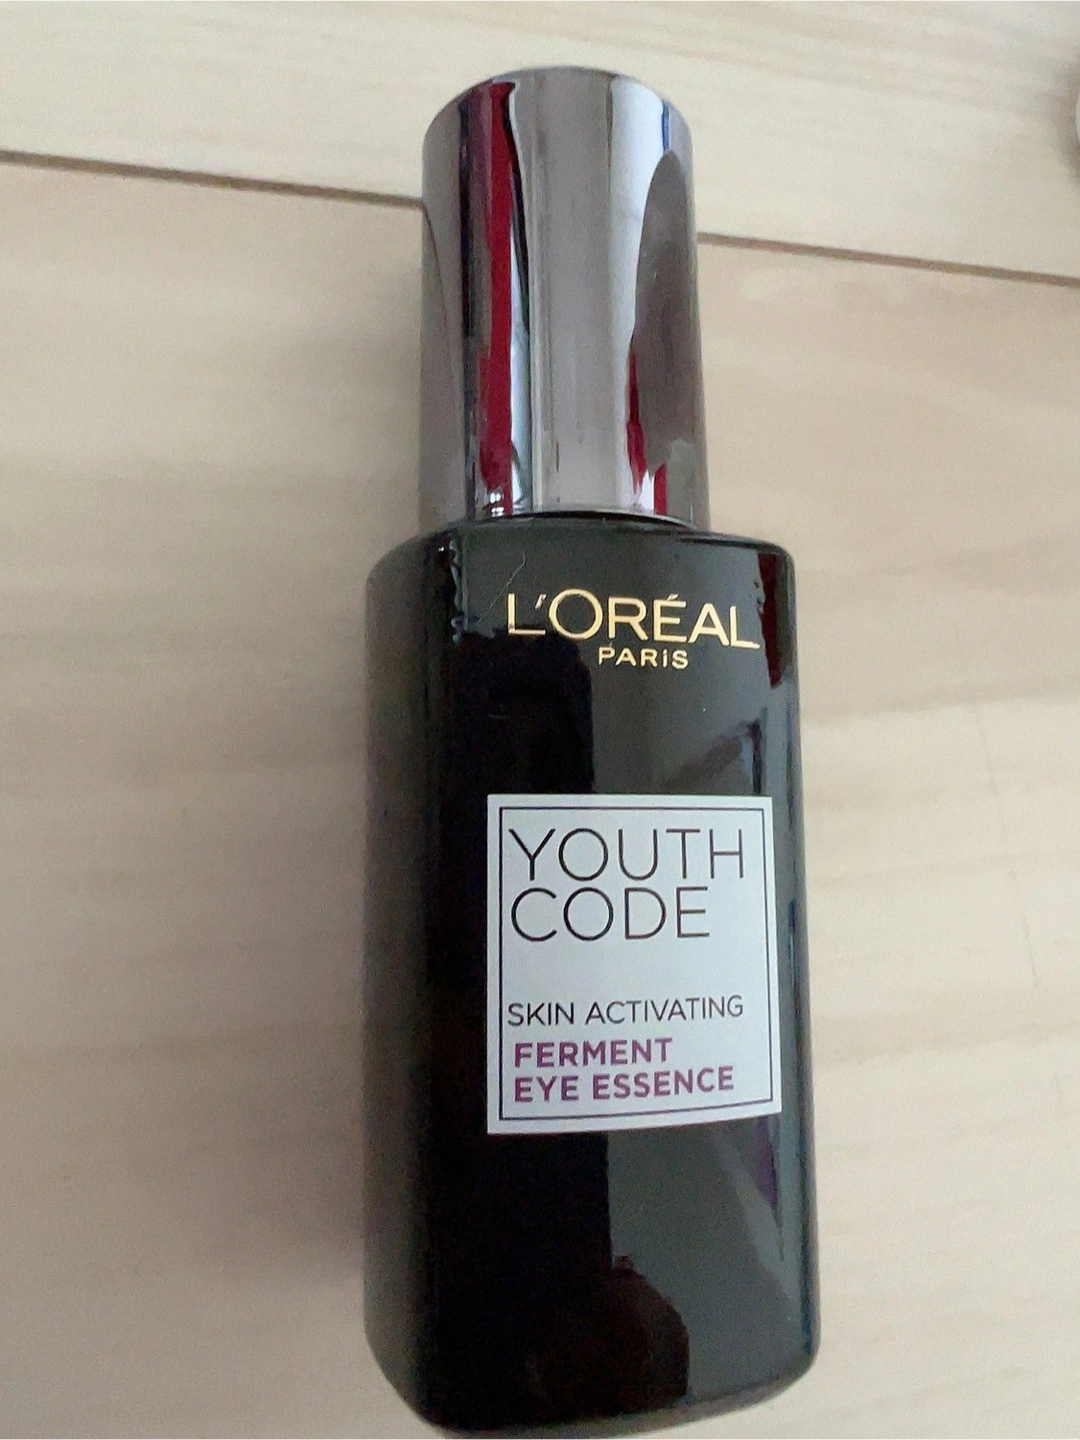 L'ORÉAL
PARiS
YOUTH
CODE
SKIN ACTIVATING
FERMENT
EYE ESSENCE